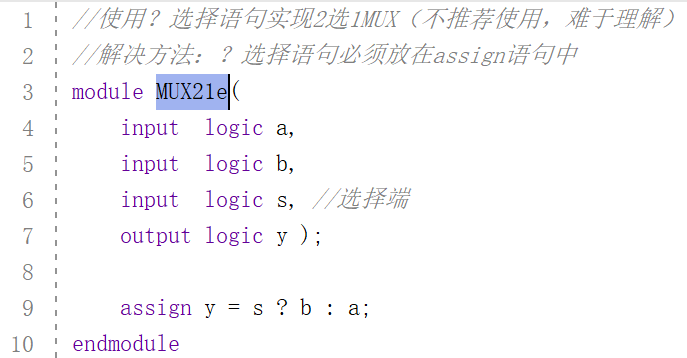 1 //使用？选择语句实现2选1MUX（不推荐使用，难于理解）
2 //解决方法：？选择语句必须放在assign语句中
3 module MUX21e(
4 input  logic a,
5 input  logic b,
6 input  logic s, //选择端
7 output logic y );
8
9 assign y = s ? b : a;
10 endmodule